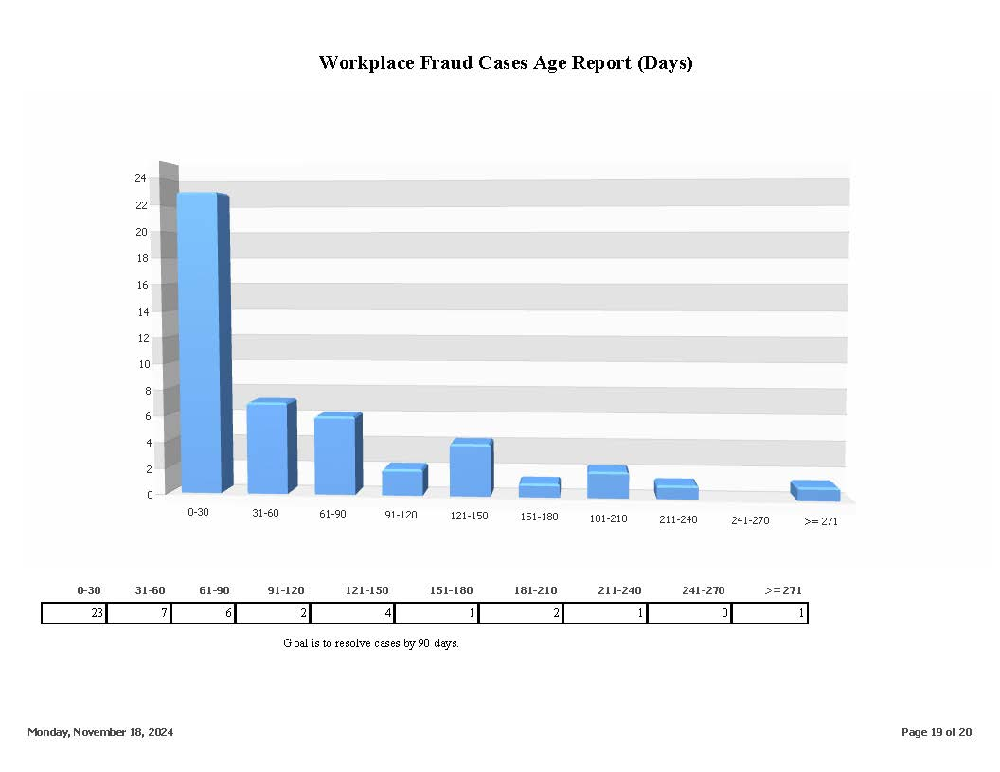 Workplace Fraud Cases Age Report (Days)
24
22
20
18
16
14
12
10
8
6
4
2
0
0-30 31-60 61-90 91-120 121-150 151-180 181-210 211-240 241-270 >= 271
0-30 31-60 61-90 91-120 121-150 151-180 181-210 211-240 241-270 >=271
23 7 6 2 4 1 2 1 0 1
Goal is to resolve cases by 90 days.
Monday, November 18, 2024 Page 19 of 20